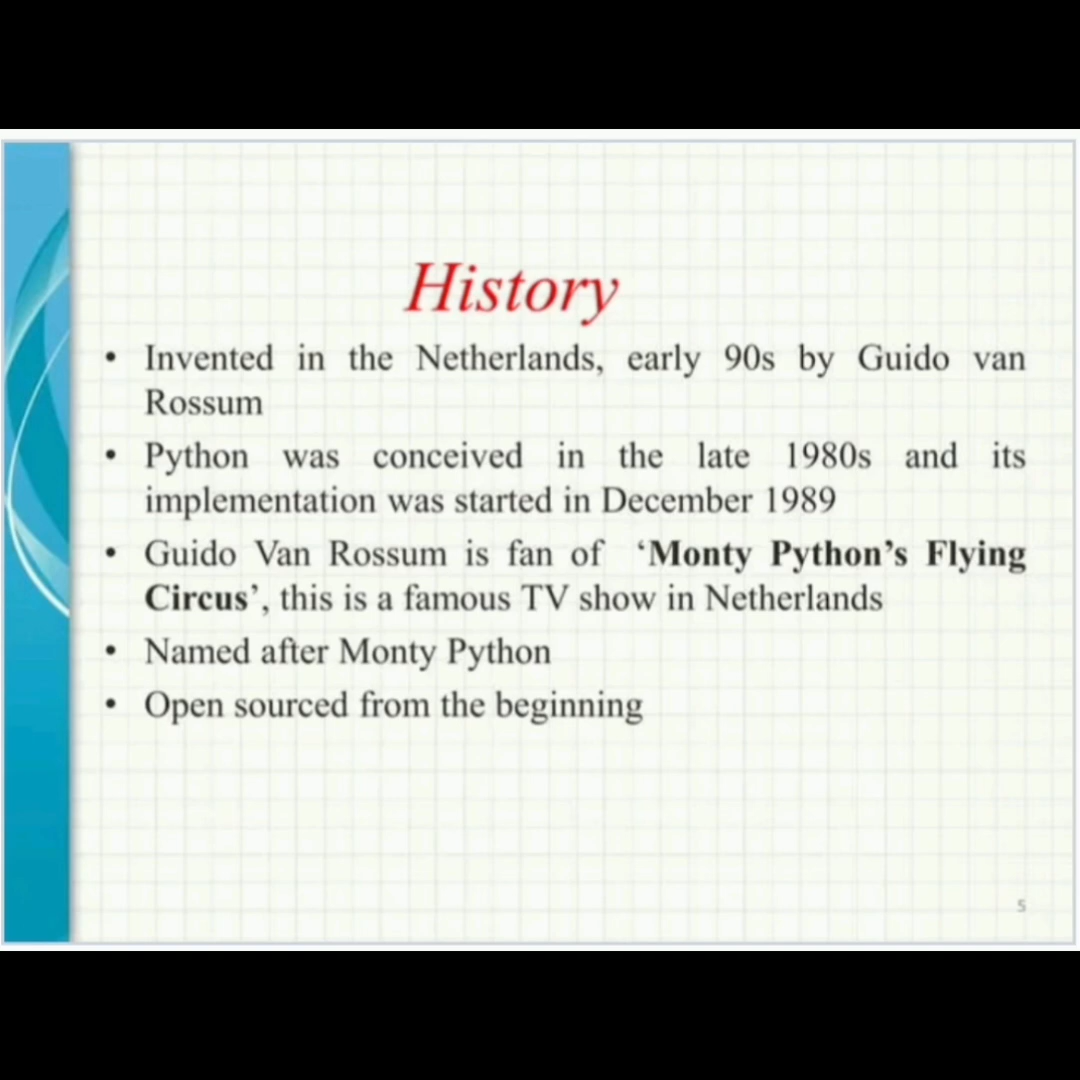 History
• Invented in the Netherlands, early 90s by Guido van
Rossum
• Python was conceived in the late 1980s and its
implementation was started in December 1989
• Guido Van Rossum is fan of ‘Monty Python’s Flying
Circus’, this is a famous TV show in Netherlands
• Named after Monty Python
• Open sourced from the beginning
5